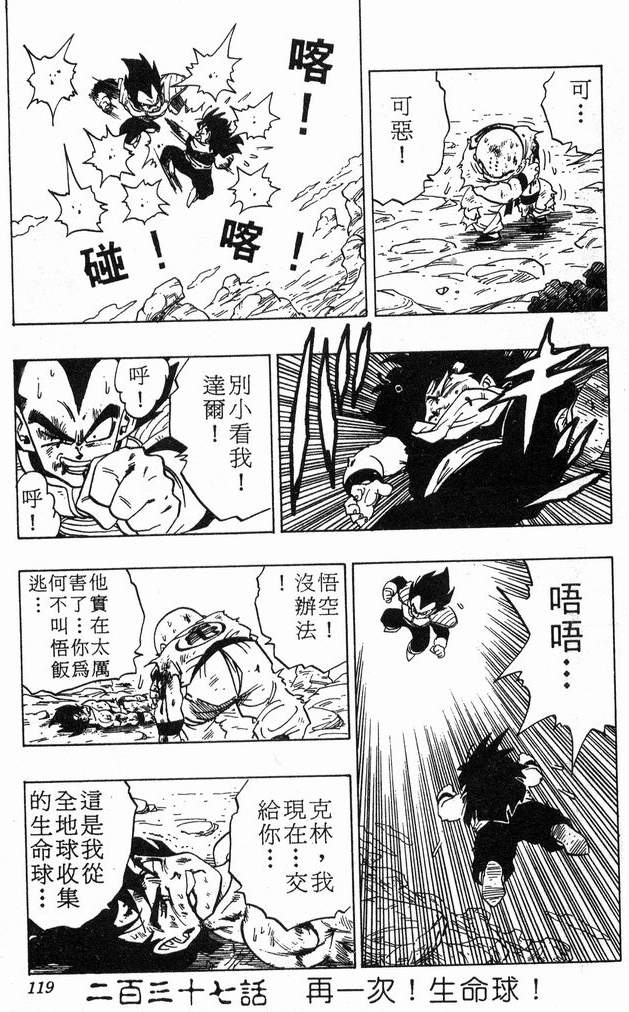 可…
可惡！
喀！
喀！
碰！
別小看我！
達爾！
呼！
呼！
唔唔…
悟空！
沒辦法
！
他實在太厲
害了…你為
何不叫悟飯
逃…
克林，我
現在…交
給你…
這是我從
全地球收集
的生命球…
119
二百三十七話　再一次！生命球！